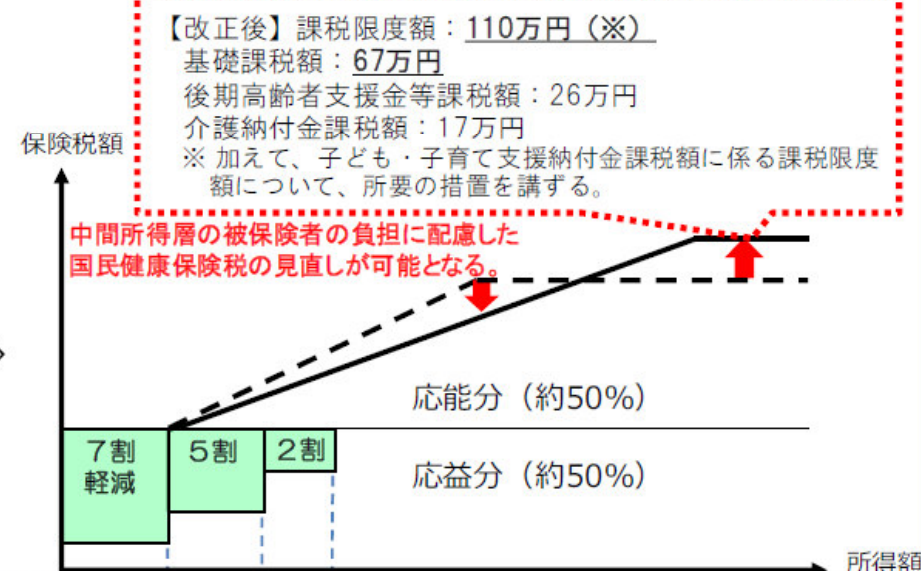 【改正後】課税限度額：110万円（※）
基礎課税額：67万円
後期高齢者支援金等課税額：26万円
介護納付金課税額：17万円
※ 加えて、子ども・子育て支援納付金課税額に係る課税限度
額について、所要の措置を講ずる。
保険税額
中間所得層の被保険者の負担に配慮した
国民健康保険税の見直しが可能となる。
応能分（約50%）
7割
軽減
5割
2割
応益分（約50%）
所得額